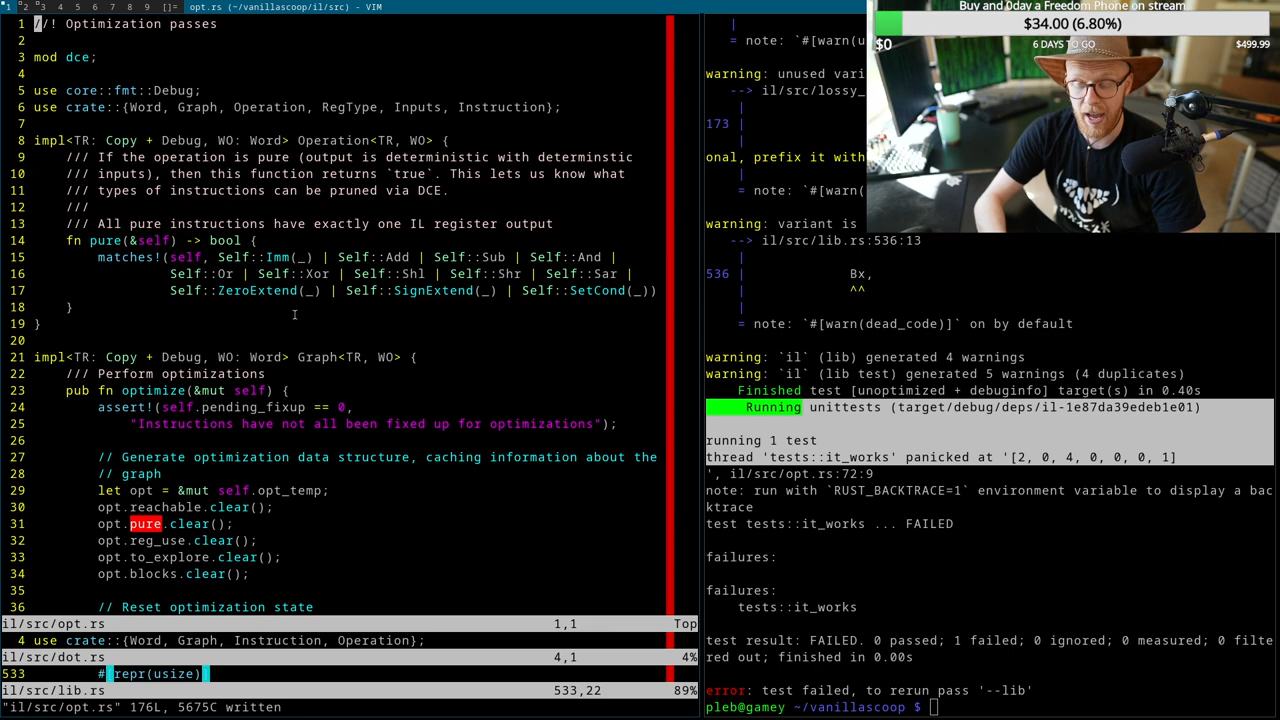 1 2 3 4 5 6 7 8 9 []= opt.rs (~/vanillascoop/il/src) - VIM
1 //! Optimization passes
2
3 mod dce;
4
5 use core::fmt::Debug;
6 use crate::{Word, Graph, Operation, RegType, Inputs, Instruction};
7
8 impl<TR: Copy + Debug, WO: Word> Operation<TR, WO> {
9 /// If the operation is pure (output is deterministic with determinstic
10 /// inputs), then this function returns `true`. This lets us know what
11 /// types of instructions can be pruned via DCE.
12 ///
13 /// All pure instructions have exactly one IL register output
14 fn pure(&self) -> bool {
15 matches!(self, Self::Imm(_) | Self::Add | Self::Sub | Self::And |
16 Self::Or | Self::Xor | Self::Shl | Self::Shr | Self::Sar |
17 Self::ZeroExtend(_) | Self::SignExtend(_) | Self::SetCond(_))
18 }
19 }
20
21 impl<TR: Copy + Debug, WO: Word> Graph<TR, WO> {
22 /// Perform optimizations
23 pub fn optimize(&mut self) {
24 assert!(self.pending_fixup == 0,
25 "Instructions have not all been fixed up for optimizations");
26
27 // Generate optimization data structure, caching information about the
28 // graph
29 let opt = &mut self.opt_temp;
30 opt.reachable.clear();
31 opt.pure.clear();
32 opt.reg_use.clear();
33 opt.to_explore.clear();
34 opt.blocks.clear();
35
36 // Reset optimization state
il/src/opt.rs 1,1 Top
4 use crate::{Word, Graph, Instruction, Operation};
il/src/dot.rs 4,1 4%
533 #[repr(usize)]
il/src/lib.rs 533,22 89%
"il/src/opt.rs" 176L, 5675C written
|
= note: `#[warn(u
warning: unused vari
--> il/src/lossy_
|
173 |
|
onal, prefix it with
|
= note: `#[warn(
warning: variant is
--> il/src/lib.rs:536:13
|
536 | Bx,
| ^^
|
= note: `#[warn(dead_code)]` on by default
warning: `il` (lib) generated 4 warnings
warning: `il` (lib test) generated 5 warnings (4 duplicates)
Finished test [unoptimized + debuginfo] target(s) in 0.40s
Running unittests (target/debug/deps/il-1e87da39edeb1e01)
running 1 test
thread 'tests::it_works' panicked at '[2, 0, 4, 0, 0, 0, 1]
', il/src/opt.rs:72:9
note: run with `RUST_BACKTRACE=1` environment variable to display a bac
ktrace
test tests::it_works ... FAILED
failures:
failures:
tests::it_works
test result: FAILED. 0 passed; 1 failed; 0 ignored; 0 measured; 0 filte
red out; finished in 0.00s
error: test failed, to rerun pass '--lib'
pleb@gamey ~/vanillascoop $
Buy and 0day a Freedom Phone on stream
$34.00 (6.80%)
$0 6 DAYS TO GO $499.99